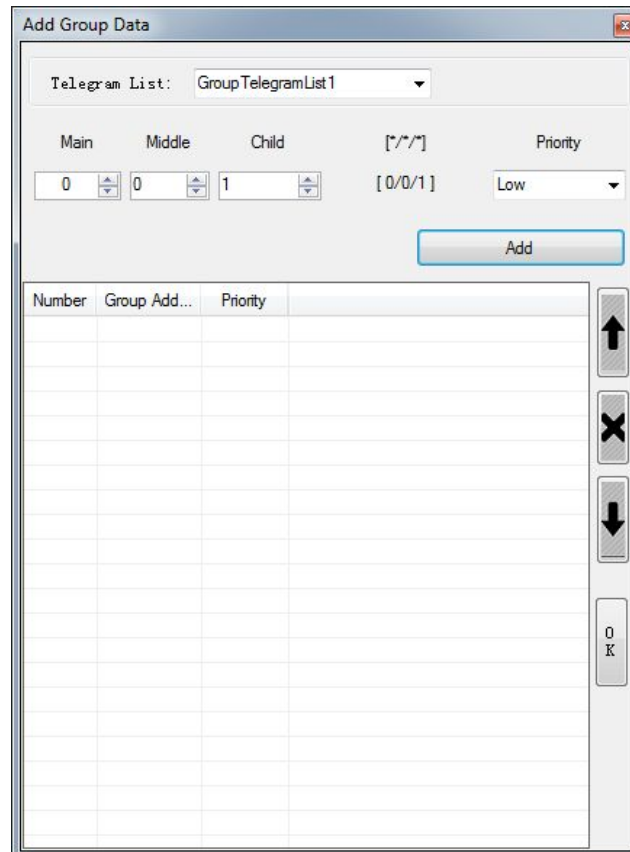 Add Group Data
Telegram List: GroupTelegramList1
Main Middle Child [*/*/*] Priority
0 0 1 [ 0/0/1 ] Low
Add
Number Group Add... Priority
O
K